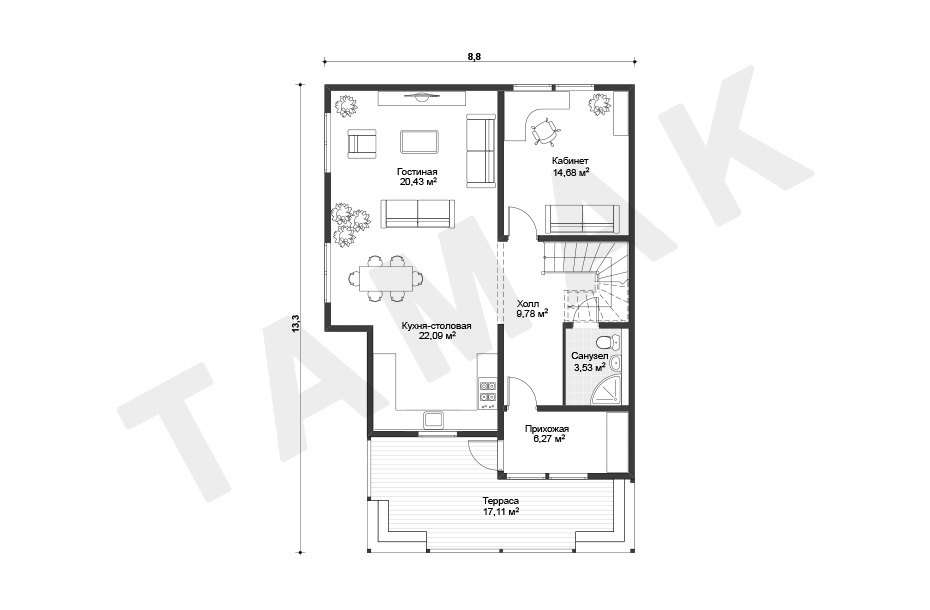 8,8
13,3
Гостиная
20,43 м²
Кабинет
14,68 м²
Холл
9,78 м²
Кухня-столовая
22,09 м²
Санузел
3,53 м²
Прихожая
6,27 м²
Терраса
17,11 м²
TAMAK